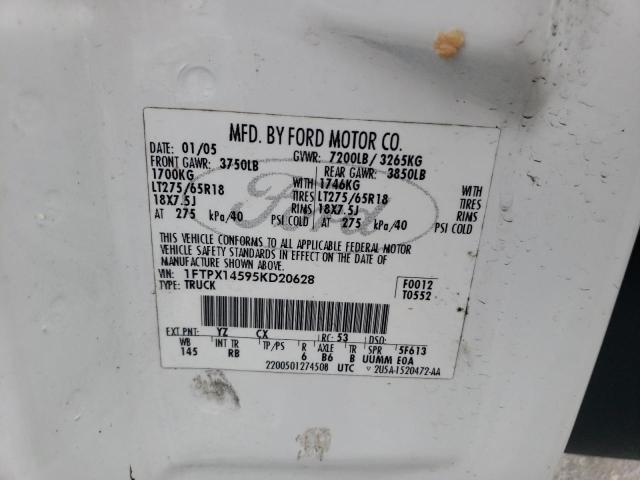 MFD. BY FORD MOTOR CO.
DATE: 01/05 GVWR: 7200LB/ 3265KG
FRONT GAWR: 3750LB REAR GAWR: 3850LB
1700KG WITH 1746KG WITH
LT275/65R18 TIRES LT275/65R18 TIRES
18X7.5J RIMS 18X7.5J RIMS
AT 275 kPa/40 PSI COLD AT 275 kPa/40 PSI COLD
THIS VEHICLE CONFORMS TO ALL APPLICABLE FEDERAL MOTOR
VEHICLE SAFETY STANDARDS IN EFFECT ON THE DATE OF
MANUFACTURE SHOWN ABOVE.
VIN: 1FTPX14595KD20628 F0012
TYPE: TRUCK T0552
EXT PNT: YZ CX RC: 53 DSO:
WB INT TR TP/PS R AXLE TR SPR 5F613
145 RB 6 B6 B UUMM E0A
2200501274508 UTC ▽ 2U5A-1520472-AA
Ford